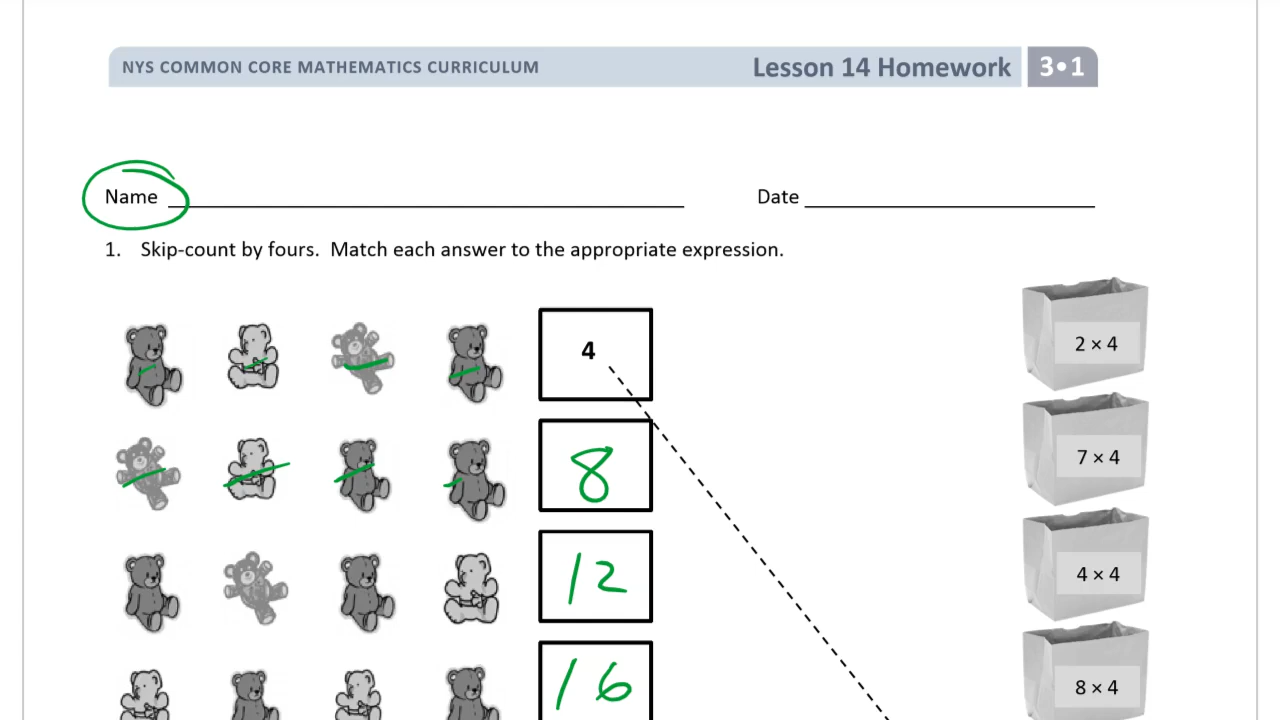 NYS COMMON CORE MATHEMATICS CURRICULUM
Lesson 14 Homework
3•1
Name
Date
1. Skip-count by fours. Match each answer to the appropriate expression.
4
2 × 4
8
7 × 4
12
4 × 4
16
8 × 4